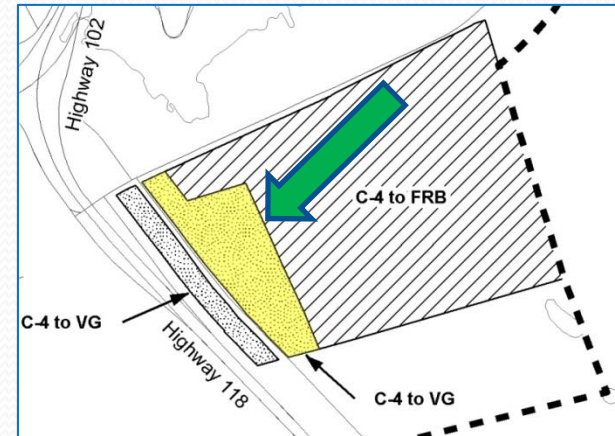 Highway 102
C-4 to FRB
C-4 to VG
Highway 118
C-4 to VG